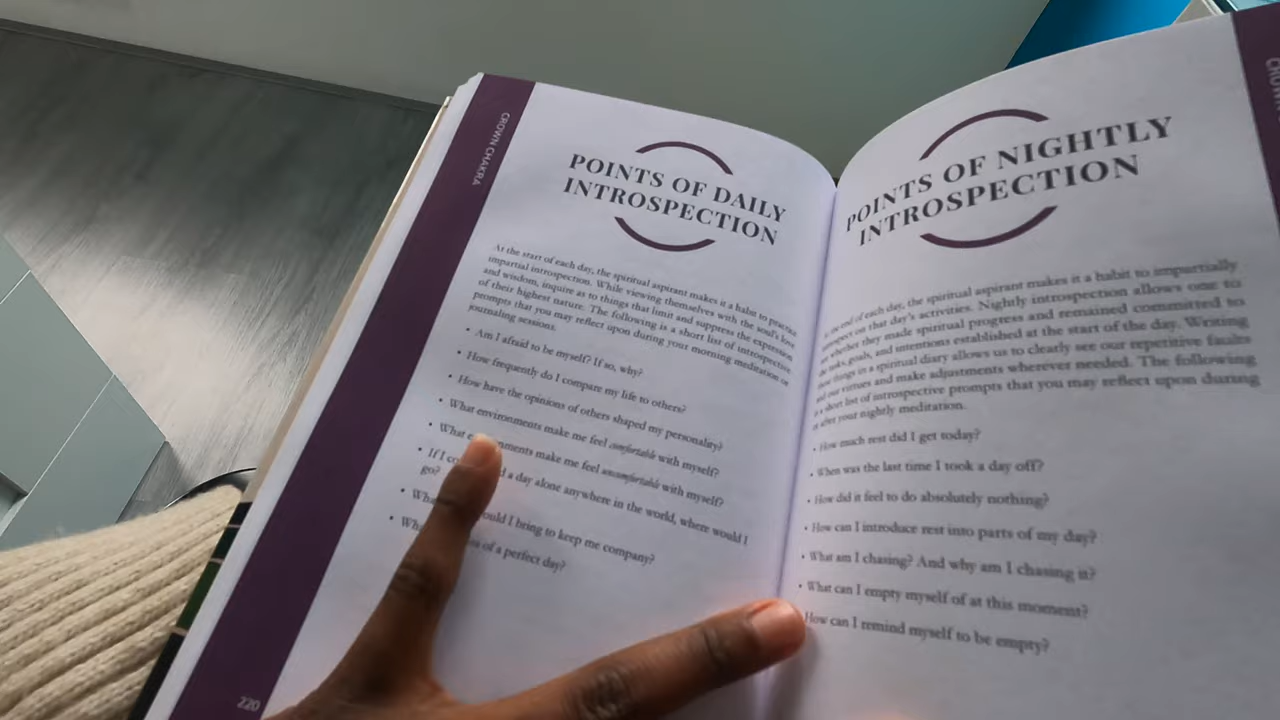 CROWN CHAKRA
POINTS OF DAILY
INTROSPECTION
At the start of each day, the spiritual aspirant makes it a habit to practice
impartial introspection. While viewing themselves with the soul's love
and wisdom, inquire as to things that limit and suppress the expression
of their highest nature. The following is a short list of introspective
prompts that you may reflect upon during your morning meditation or
journaling sessions.
• Am I afraid to be myself? If so, why?
• How frequently do I compare my life to others?
• How have the opinions of others shaped my personality?
• What environments make me feel comfortable with myself?
• What make me feel uncomfortable with myself?
• If I a day alone anywhere in the world, where would I
go?
• would I bring to keep me company?
• of a perfect day?
220
CROWN
POINTS OF NIGHTLY
INTROSPECTION
end of each day, the spiritual aspirant makes it a habit to impartially
on that day's activities. Nightly introspection allows one to
whether they made spiritual progress and remained committed to
tasks, goals, and intentions established at the start of the day. Writing
these things in a spiritual diary allows us to clearly see our repetitive faults
and our virtues and make adjustments wherever needed. The following
is a short list of introspective prompts that you may reflect upon during
or after your nightly meditation.
• How much rest did I get today?
• When was the last time I took a day off?
• How did it feel to do absolutely nothing?
• How can I introduce rest into parts of my day?
• What am I chasing? And why am I chasing it?
• What can I empty myself of at this moment?
How can I remind myself to be empty?